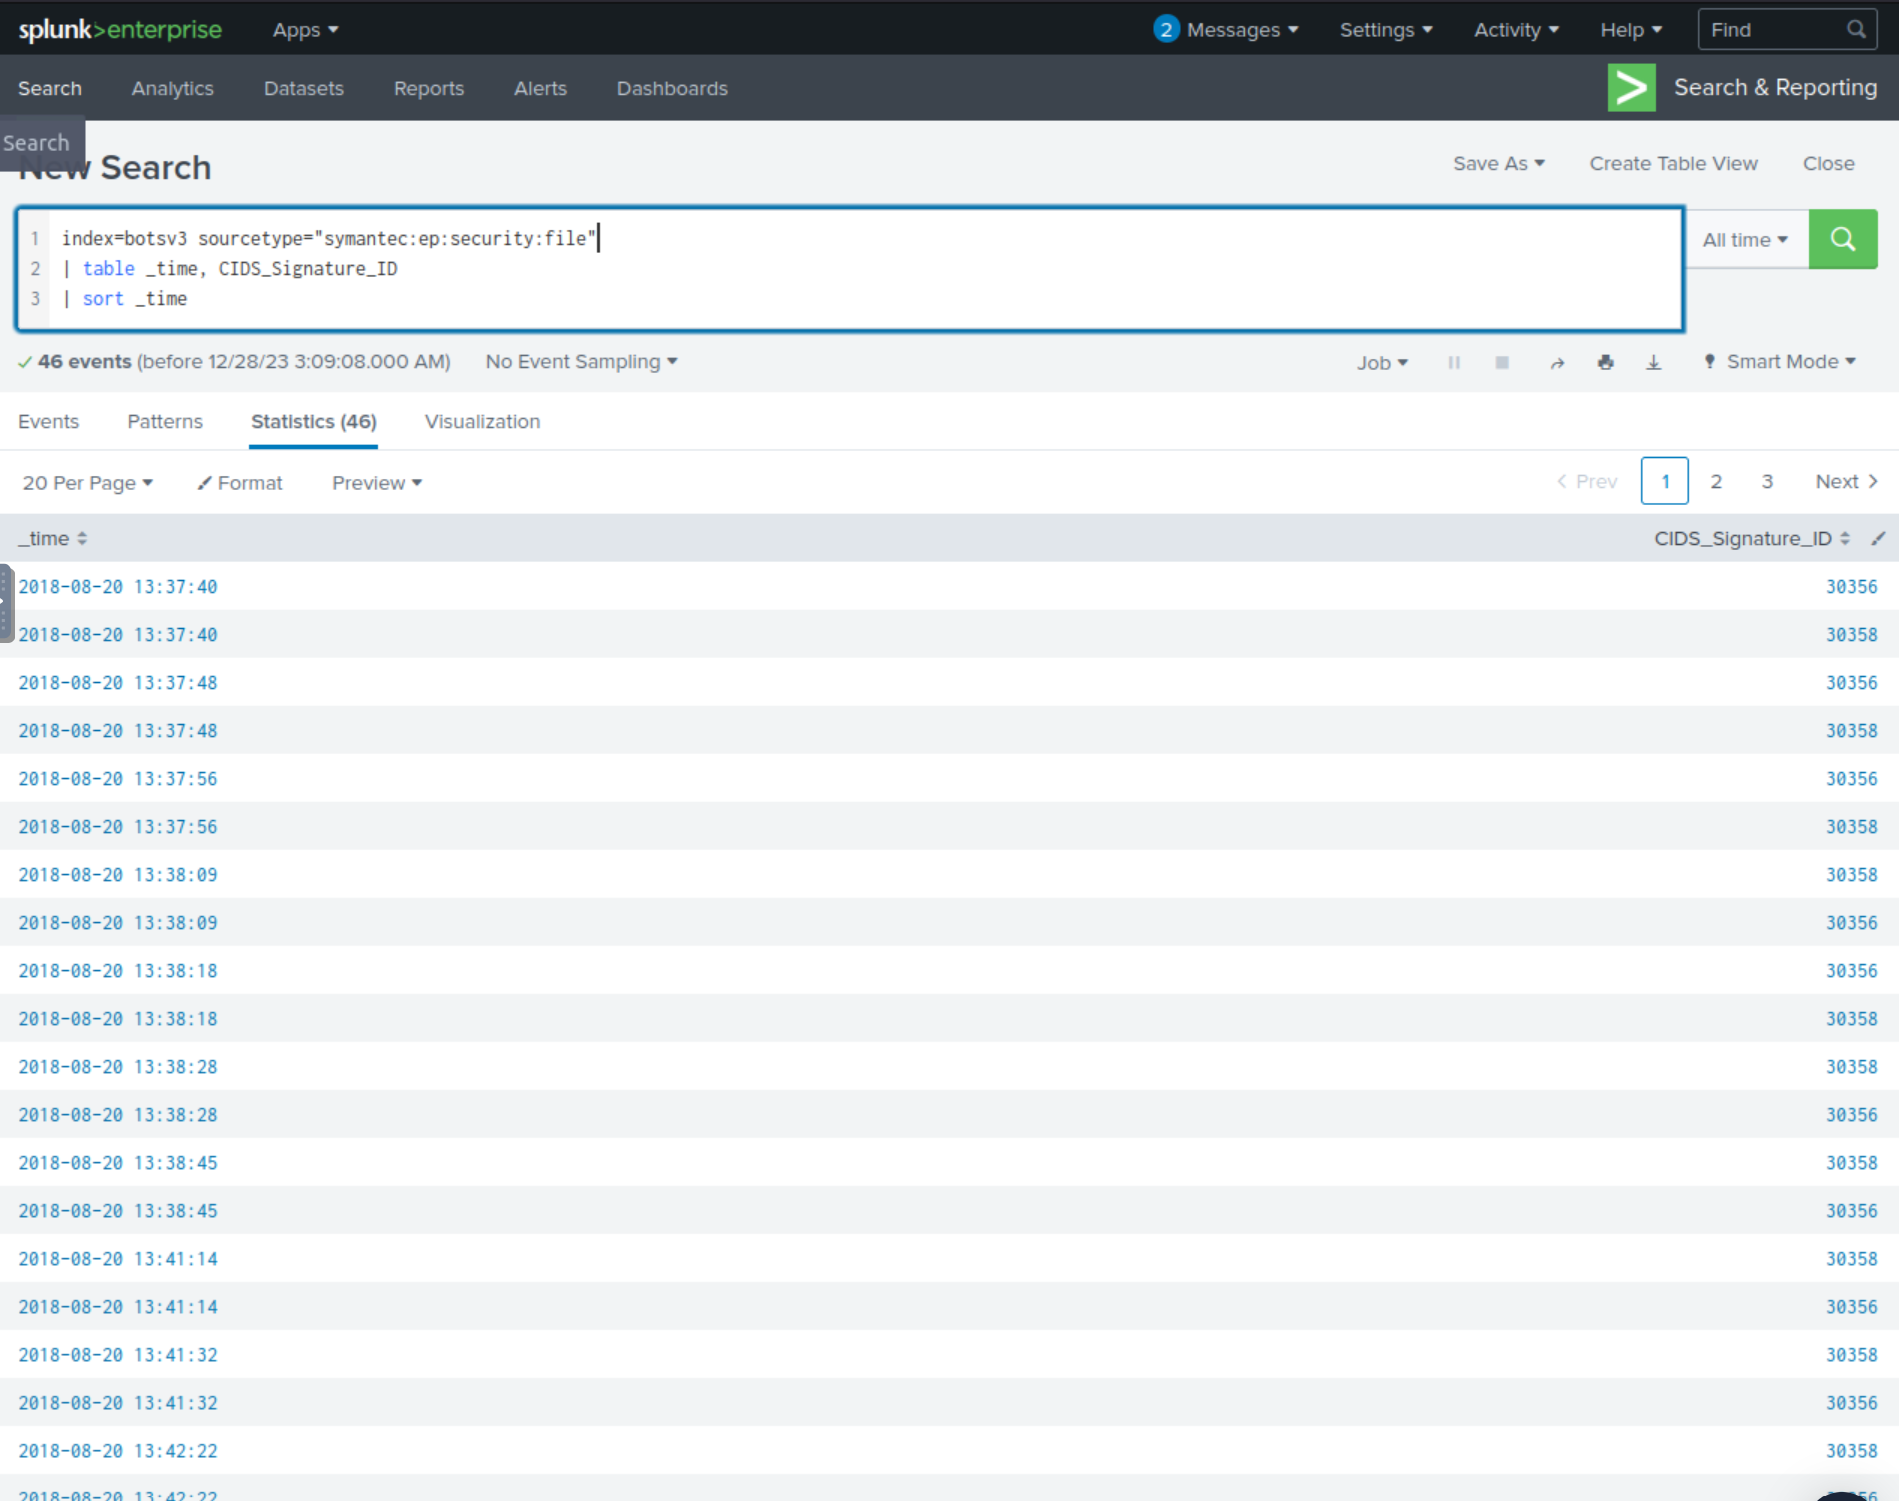 splunk>enterprise Apps 2 Messages Settings Activity Help Find
Search Analytics Datasets Reports Alerts Dashboards Search & Reporting
Search
New Search Save As Create Table View Close
1 index=botsv3 sourcetype="symantec:ep:security:file" All time
2 | table _time, CIDS_Signature_ID
3 | sort _time
46 events (before 12/28/23 3:09:08.000 AM) No Event Sampling Job Smart Mode
Events Patterns Statistics (46) Visualization
20 Per Page Format Preview < Prev 1 2 3 Next >
_time CIDS_Signature_ID
2018-08-20 13:37:40 30356
2018-08-20 13:37:40 30358
2018-08-20 13:37:48 30356
2018-08-20 13:37:48 30358
2018-08-20 13:37:56 30356
2018-08-20 13:37:56 30358
2018-08-20 13:38:09 30358
2018-08-20 13:38:09 30356
2018-08-20 13:38:18 30356
2018-08-20 13:38:18 30358
2018-08-20 13:38:28 30358
2018-08-20 13:38:28 30356
2018-08-20 13:38:45 30358
2018-08-20 13:38:45 30356
2018-08-20 13:41:14 30358
2018-08-20 13:41:14 30356
2018-08-20 13:41:32 30358
2018-08-20 13:41:32 30356
2018-08-20 13:42:22 30358
2018-08-20 13:42:22